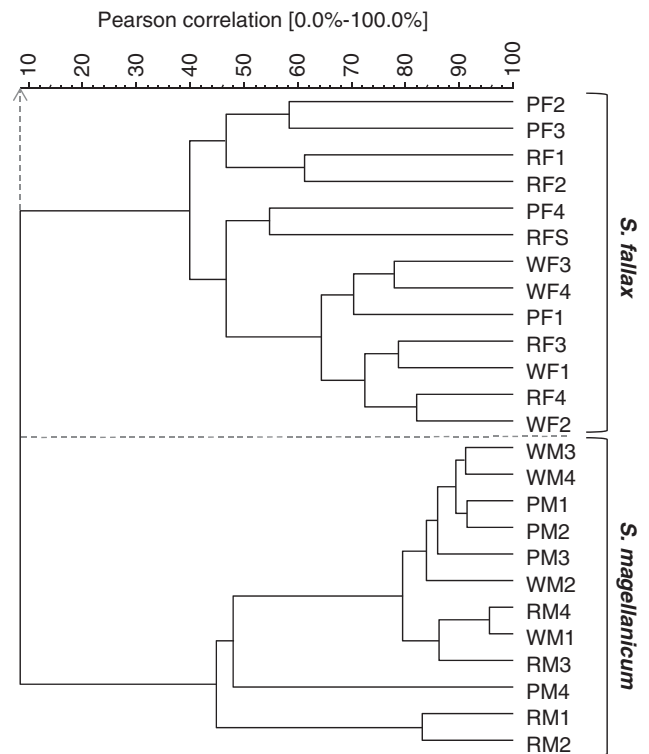 Pearson correlation [0.0%-100.0%]
10 20 30 40 50 60 70 80 90 100
PF2
PF3
RF1
RF2
PF4
RFS
WF3
WF4
PF1
RF3
WF1
RF4
WF2
S. fallax
WM3
WM4
PM1
PM2
PM3
WM2
RM4
WM1
RM3
PM4
RM1
RM2
S. magellanicum